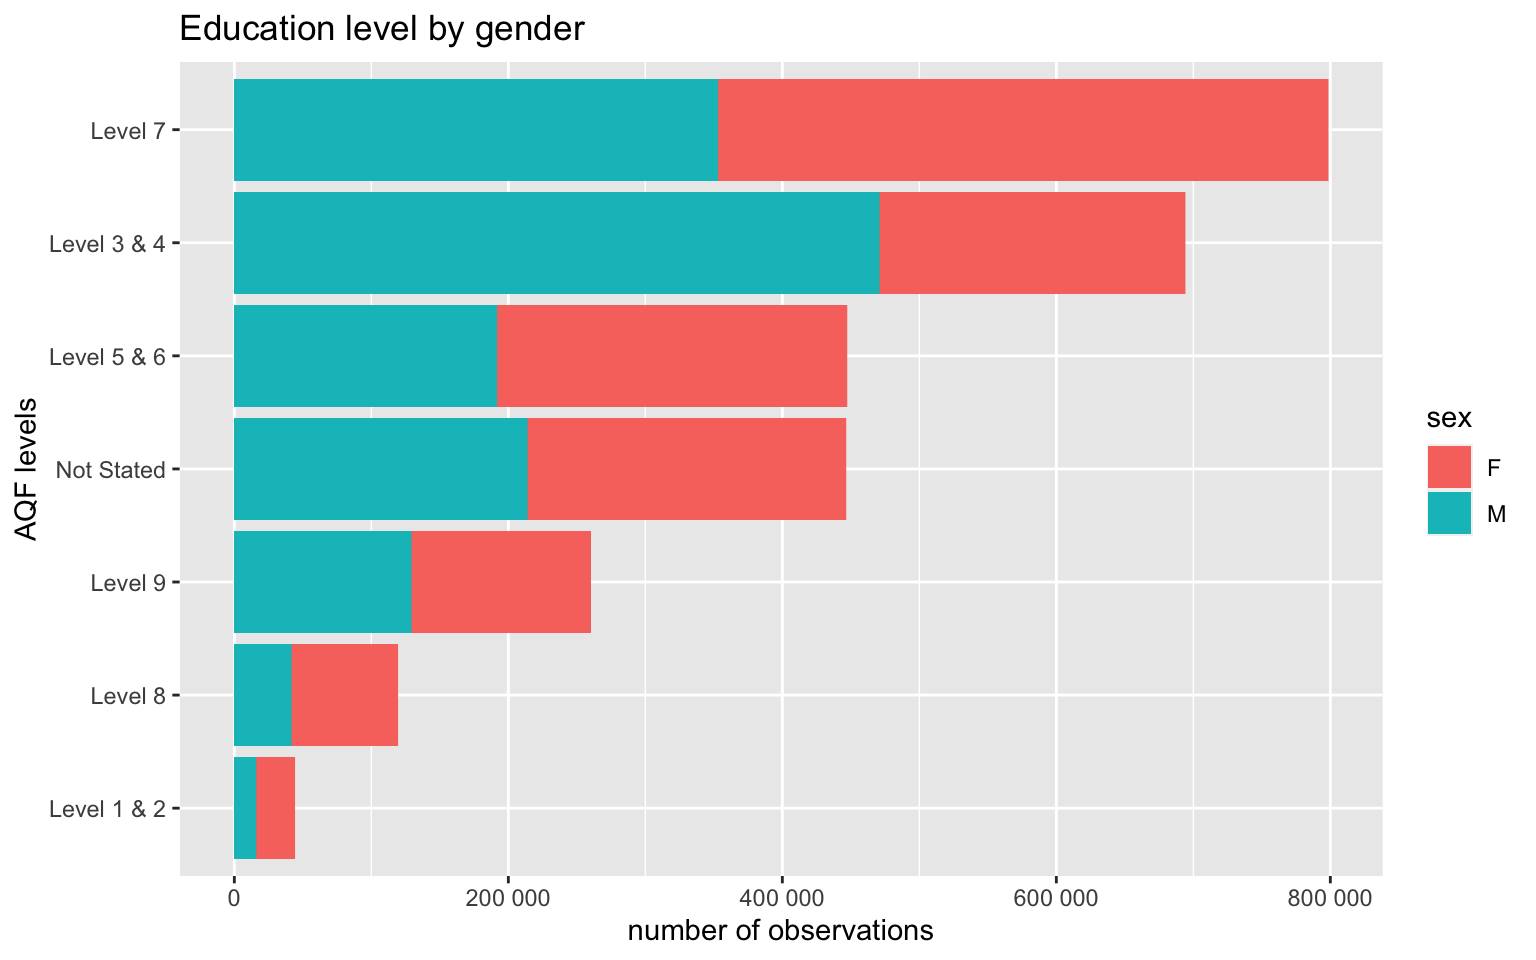 Education level by gender
Level 7
Level 3 & 4
Level 5 & 6
Not Stated
Level 9
Level 8
Level 1 & 2
AQF levels
0 200 000 400 000 600 000 800 000
number of observations
sex
F
M